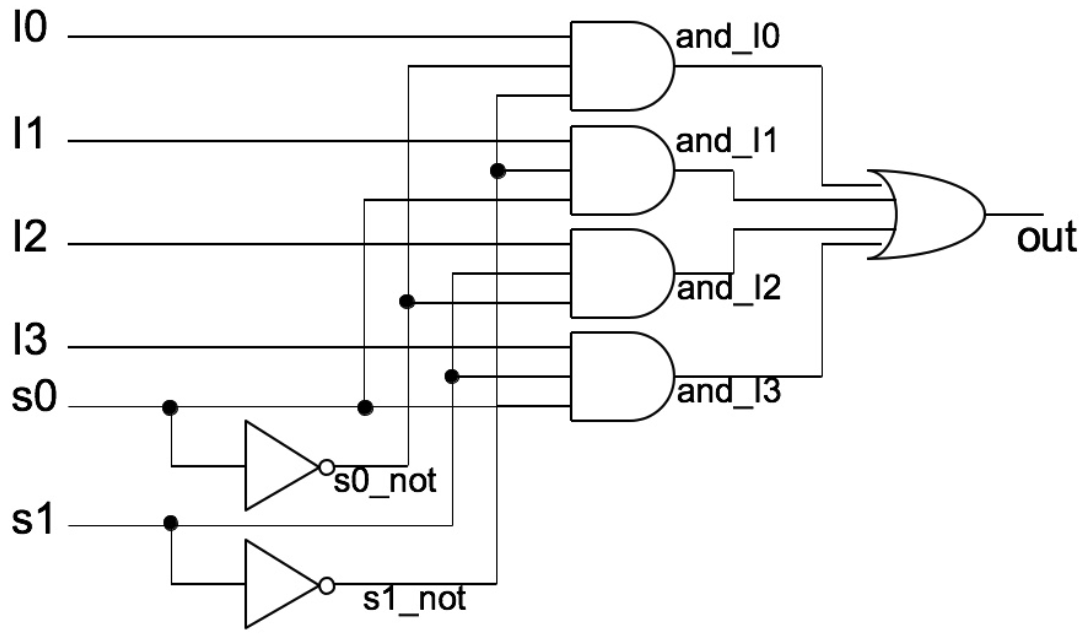 I0
and_I0
I1
and_I1
I2
out
and_I2
I3
s0
and_I3
s0_not
s1
s1_not